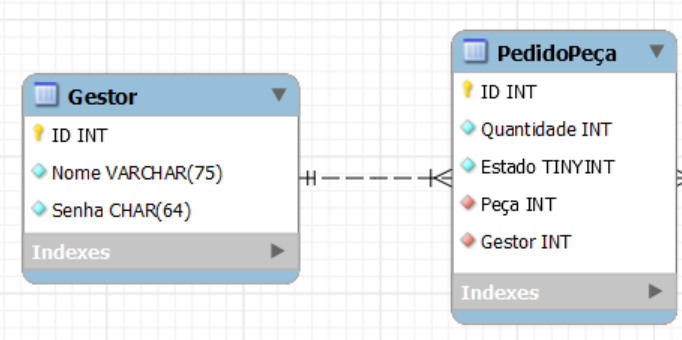 Gestor
ID INT
Nome VARCHAR(75)
Senha CHAR(64)
Indexes
PedidoPeça
ID INT
Quantidade INT
Estado TINYINT
Peça INT
Gestor INT
Indexes